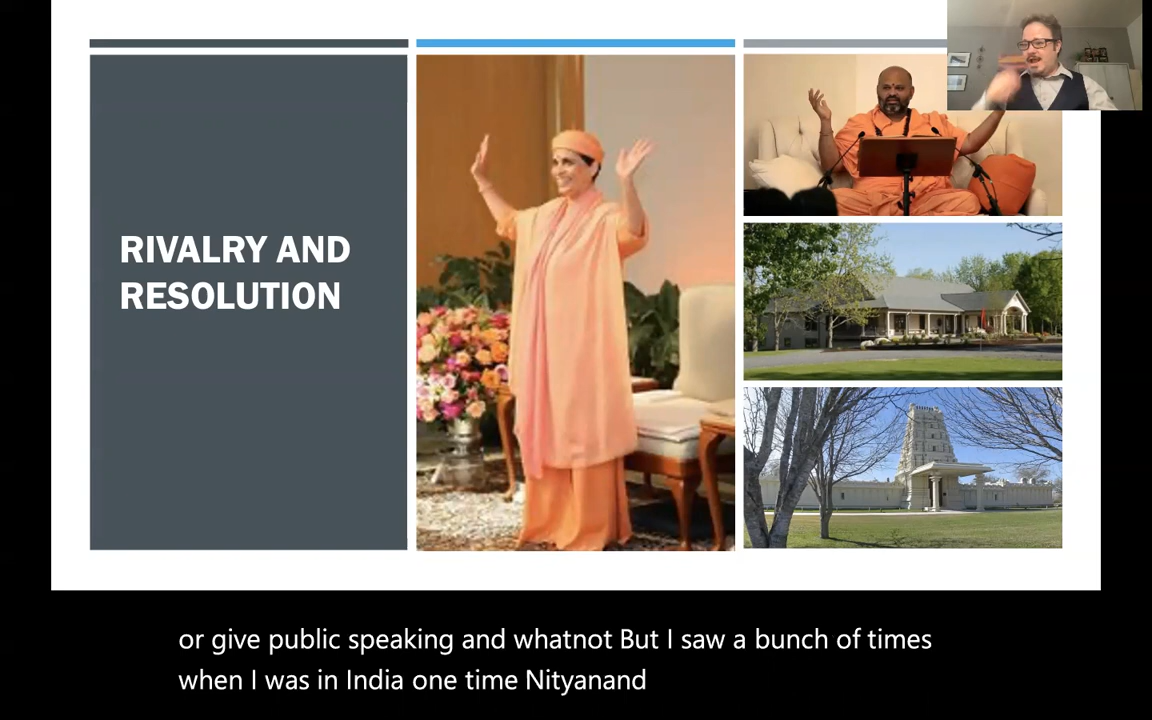 RIVALRY AND
RESOLUTION
or give public speaking and whatnot But I saw a bunch of times
when I was in India one time Nityanand